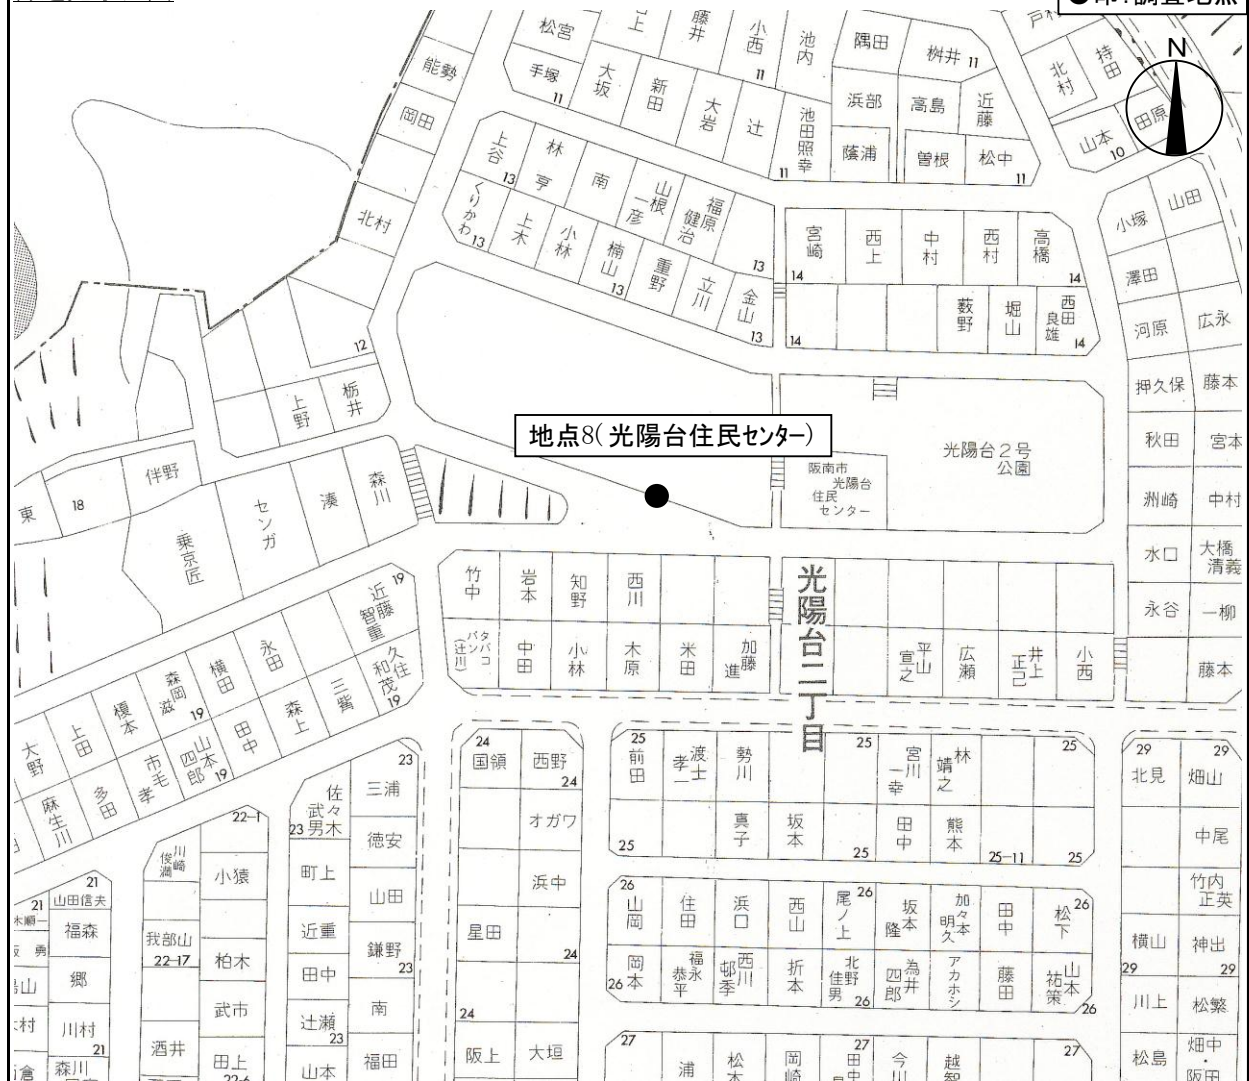 ●印:調査地点
N
松宮
上
藤井
小西
11
池内
隅田
桝井 11
戸村
持田
北村
能勢
手塚
11
大坂
新田
大岩
辻
池田照幸
11
浜部
高島
近藤
田原
山本
10
岡田
蔭浦
曽根
松中
11
上谷
13
林亨
南
山根一彦
福原健治
13
北村
くりかわ
13
上木
小林
楠山
13
重野
立川
金山
13
宮崎
14
西上
中村
西村
高橋
14
14
薮野
堀山
西田良雄
14
小塚
山田
澤田
河原
広永
押久保
藤本
秋田
宮本
洲崎
中村
水口
大橋清義
永谷
一柳
藤本
12
上野
栃井
地点8(光陽台住民センター)
光陽台2号
公園
阪南市
光陽台
住民
センター
東
18
伴野
乗京匠
センガ
湊
森川
竹中
岩本
知野
西川
タバコ
パン
(辻川)
中田
小林
木原
米田
加藤進
光陽台二丁目
平山宣之
広瀬
井上正己
小西
近藤智重
19
大野
上田
榎本
森岡滋
19
横田
永田
久住和茂
19
麻生川
多田
市毛孝
山本四郎
19
田中
森上
三觜
24
国領
西野
24
オガワ
浜中
星田
24
24
阪上
大垣
25
前田
渡士孝一
勢川
25
宮川一幸
林靖之
25
25
真子
坂本
25
田中
熊本
25-11
25
29
北見
29
畑山
中尾
竹内正英
横山
29
神出
29
川上
松繁
松島
畑中・阪田
23
三浦
佐々木武男
23
徳安
町上
山田
近重
鎌野
23
田中
南
辻瀬
23
山本
福田
22-1
川崎俊満
小猿
我部山
22-17
柏木
武市
酒井
田上
22-6
21
山田信夫
21
木順一
福森
勇
郷
川村
21
森川
26
山岡
住田
浜口
西山
尾ノ上
26
坂本隆
加々本明久
田中
松下
26
岡本
26
福永恭平
西川邨季
折本
北野佳男
26
為井四郎
アカホシ
藤田
山本祐策
26
27
浦
松本
岡崎
27
田中
今川
越智
27